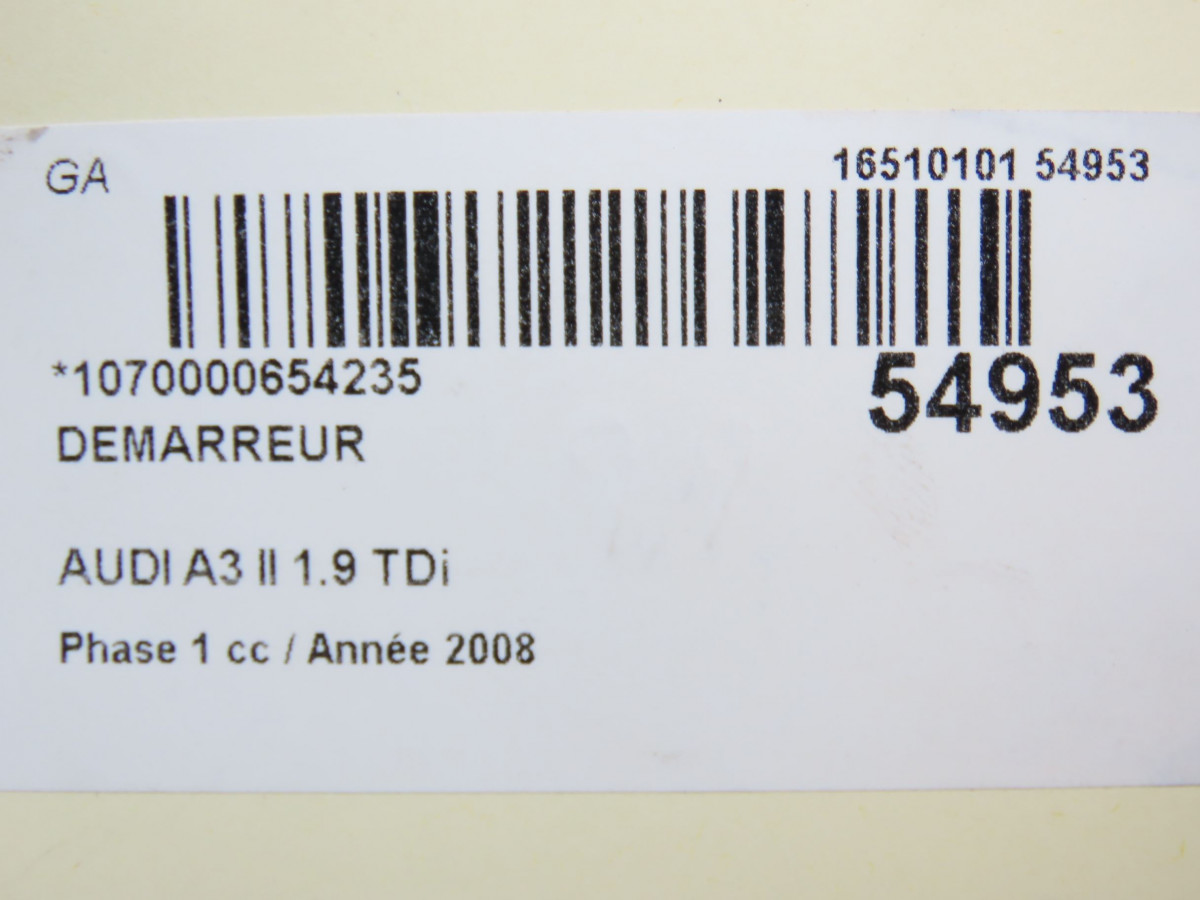 GA
16510101 54953
*1070000654235
54953
DEMARREUR
AUDI A3 II 1.9 TDi
Phase 1 cc / Année 2008